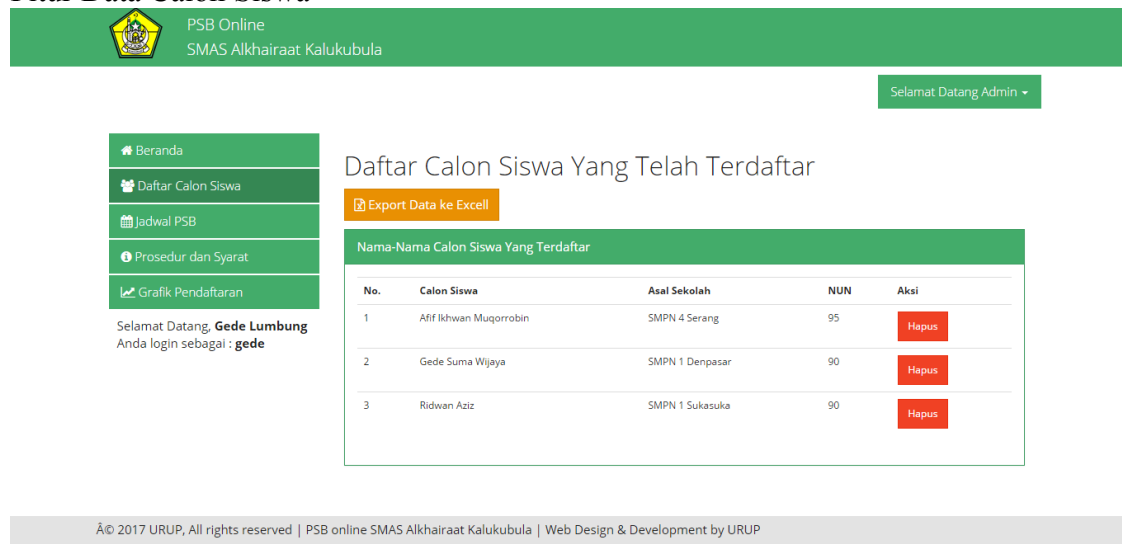 Fitur Data Calon Siswa
PSB Online
SMAS Alkhairaat Kalukubula
Selamat Datang Admin
Beranda
Daftar Calon Siswa
Jadwal PSB
Prosedur dan Syarat
Grafik Pendaftaran
Selamat Datang, Gede Lumbung
Anda login sebagai : gede
Daftar Calon Siswa Yang Telah Terdaftar
Export Data ke Excell
Nama-Nama Calon Siswa Yang Terdaftar
No. Calon Siswa Asal Sekolah NUN Aksi
1 Afif Ikhwan Muqorrobin SMPN 4 Serang 95 Hapus
2 Gede Suma Wijaya SMPN 1 Denpasar 90 Hapus
3 Ridwan Aziz SMPN 1 Sukasuka 90 Hapus
Â© 2017 URUP, All rights reserved | PSB online SMAS Alkhairaat Kalukubula | Web Design & Development by URUP